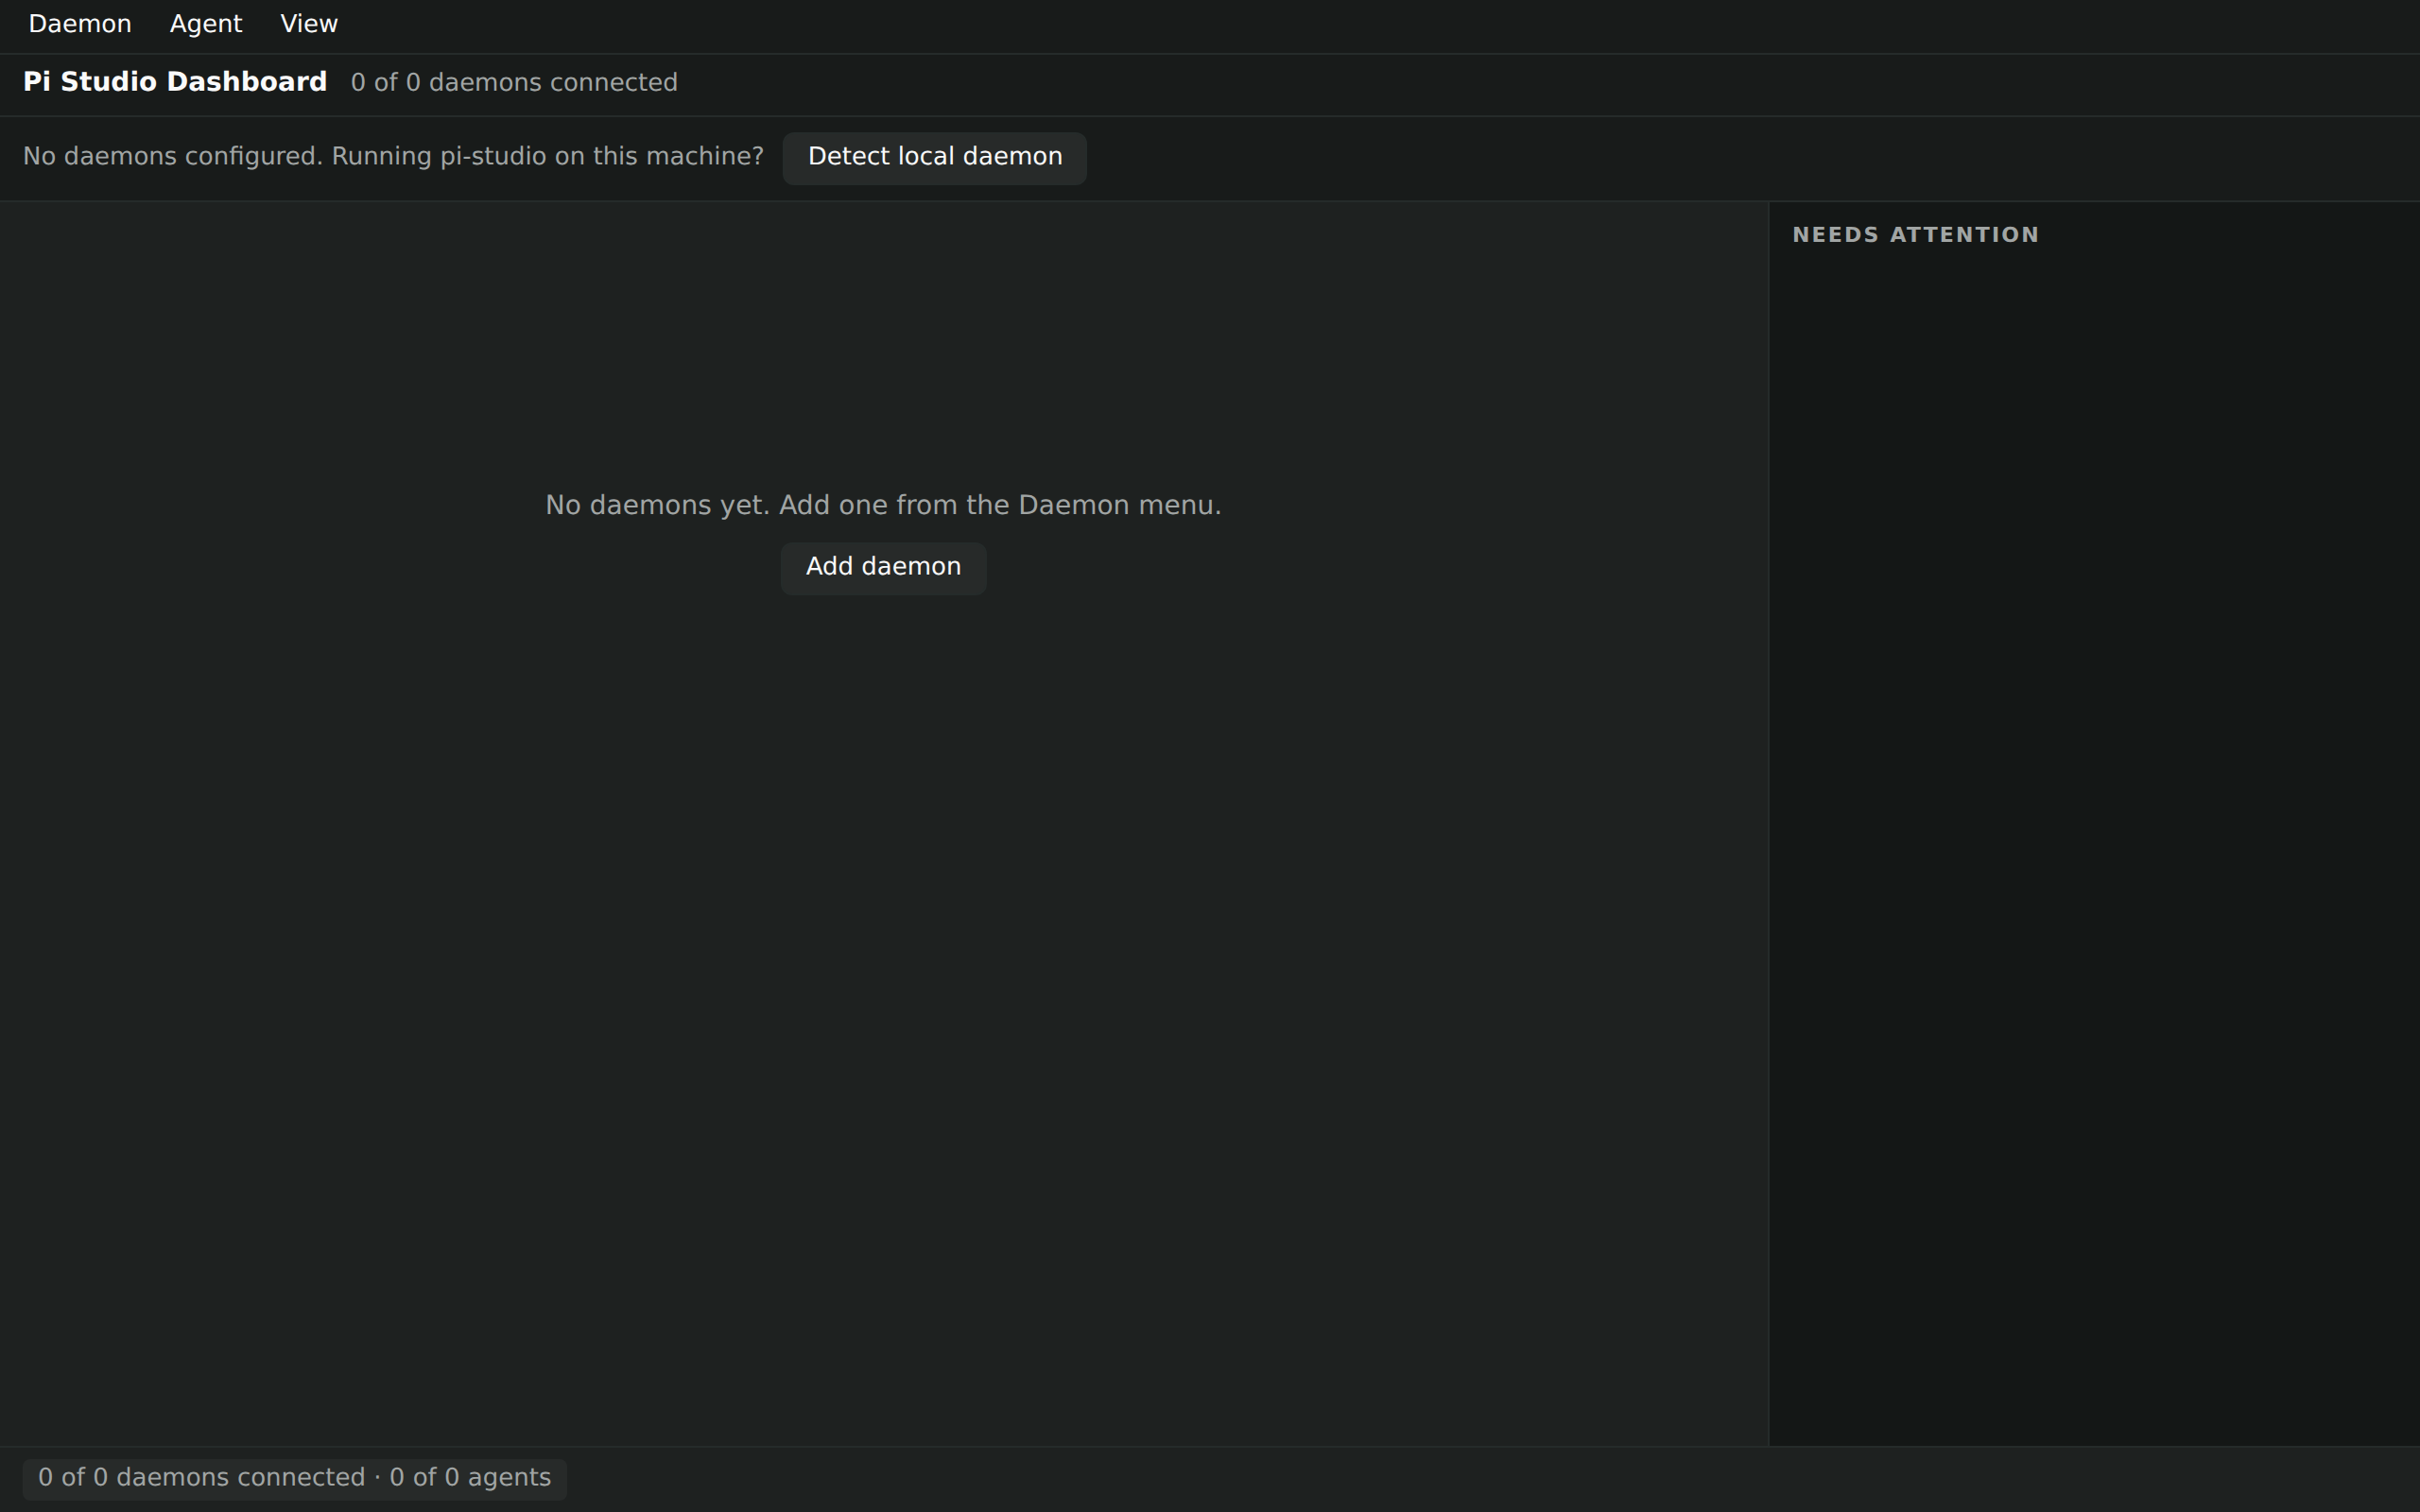 Daemon Agent View
Pi Studio Dashboard 0 of 0 daemons connected
No daemons configured. Running pi-studio on this machine? Detect local daemon
NEEDS ATTENTION
No daemons yet. Add one from the Daemon menu.
Add daemon
0 of 0 daemons connected · 0 of 0 agents